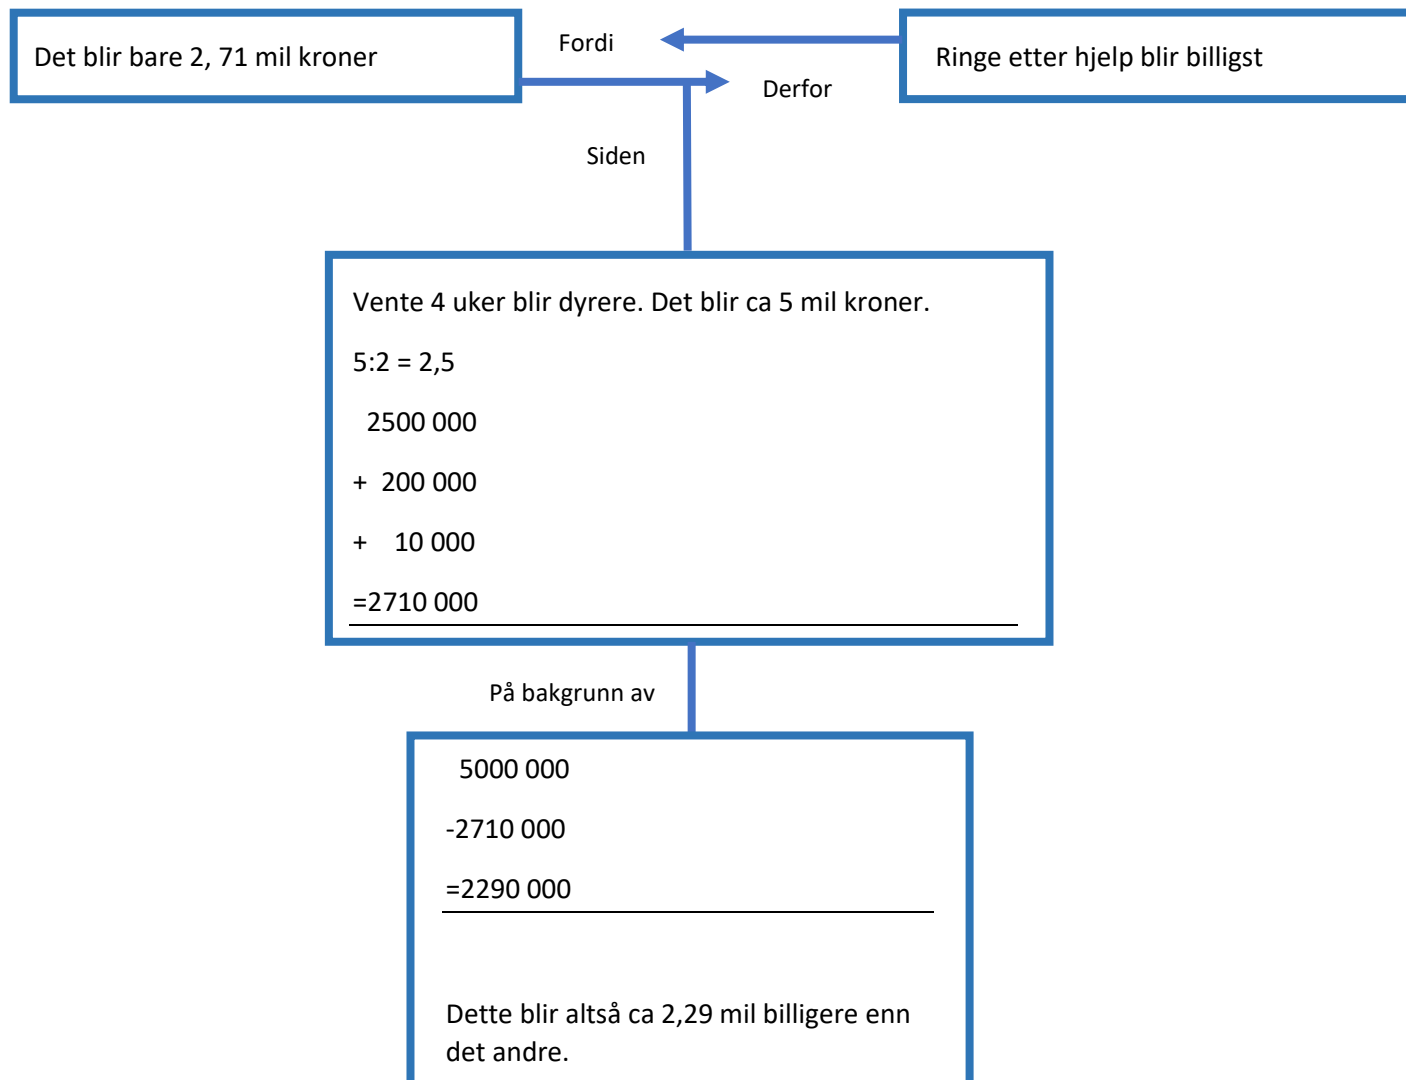 Det blir bare 2, 71 mil kroner
Fordi
Ringe etter hjelp blir billigst
Derfor
Siden
Vente 4 uker blir dyrere. Det blir ca 5 mil kroner.
5:2 = 2,5
2500 000
+ 200 000
+ 10 000
=2710 000
På bakgrunn av
5000 000
-2710 000
=2290 000
Dette blir altså ca 2,29 mil billigere enn
det andre.